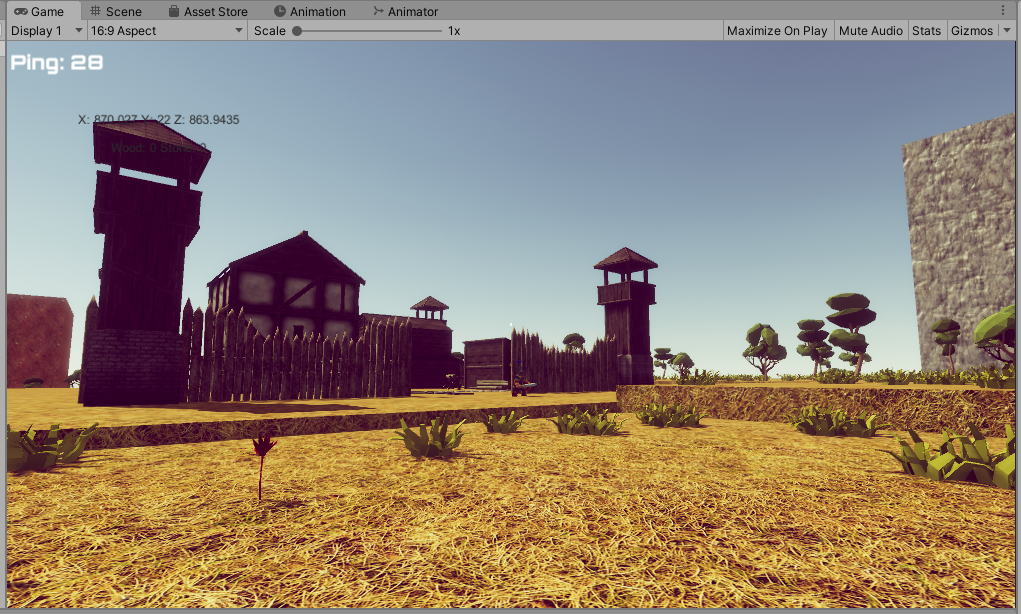 Game Scene Asset Store Animation Animator
Display 1 16:9 Aspect Scale 1x Maximize On Play Mute Audio Stats Gizmos
Ping: 28
X: 870.027 Y: 22 Z: 863.9435
Wood: 0 Stone: 0